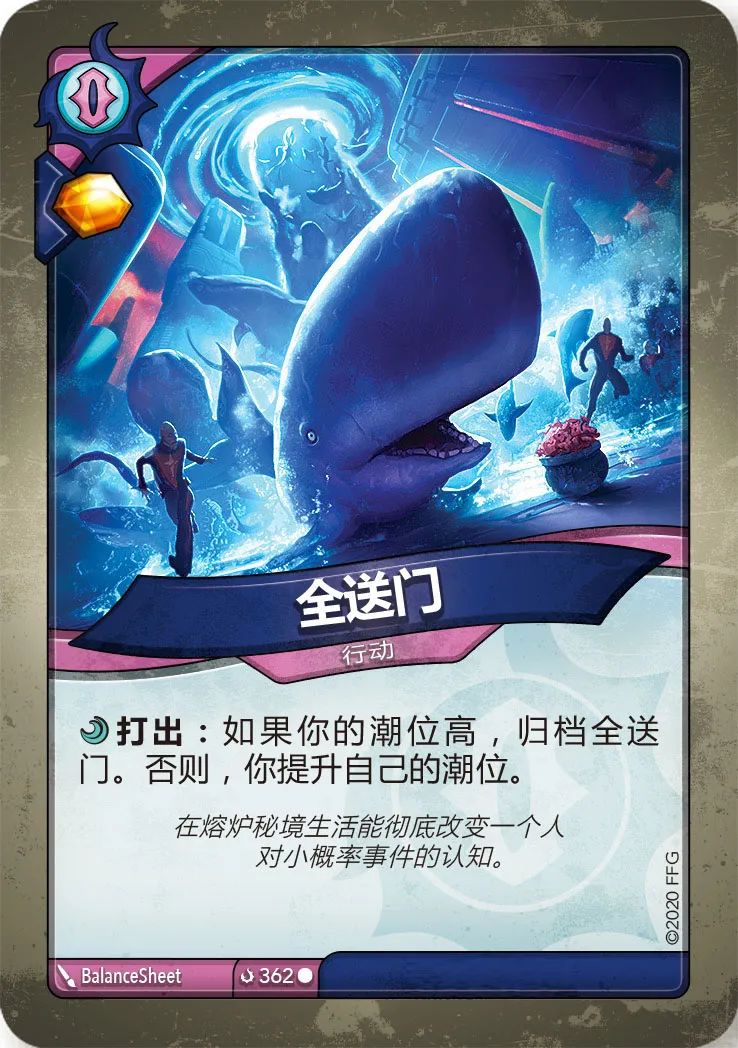 全送门
行动
打出：如果你的潮位高，归档全送
门。否则，你提升自己的潮位。
在熔炉秘境生活能彻底改变一个人
对小概率事件的认知。
©2020 FFG
BalanceSheet
362